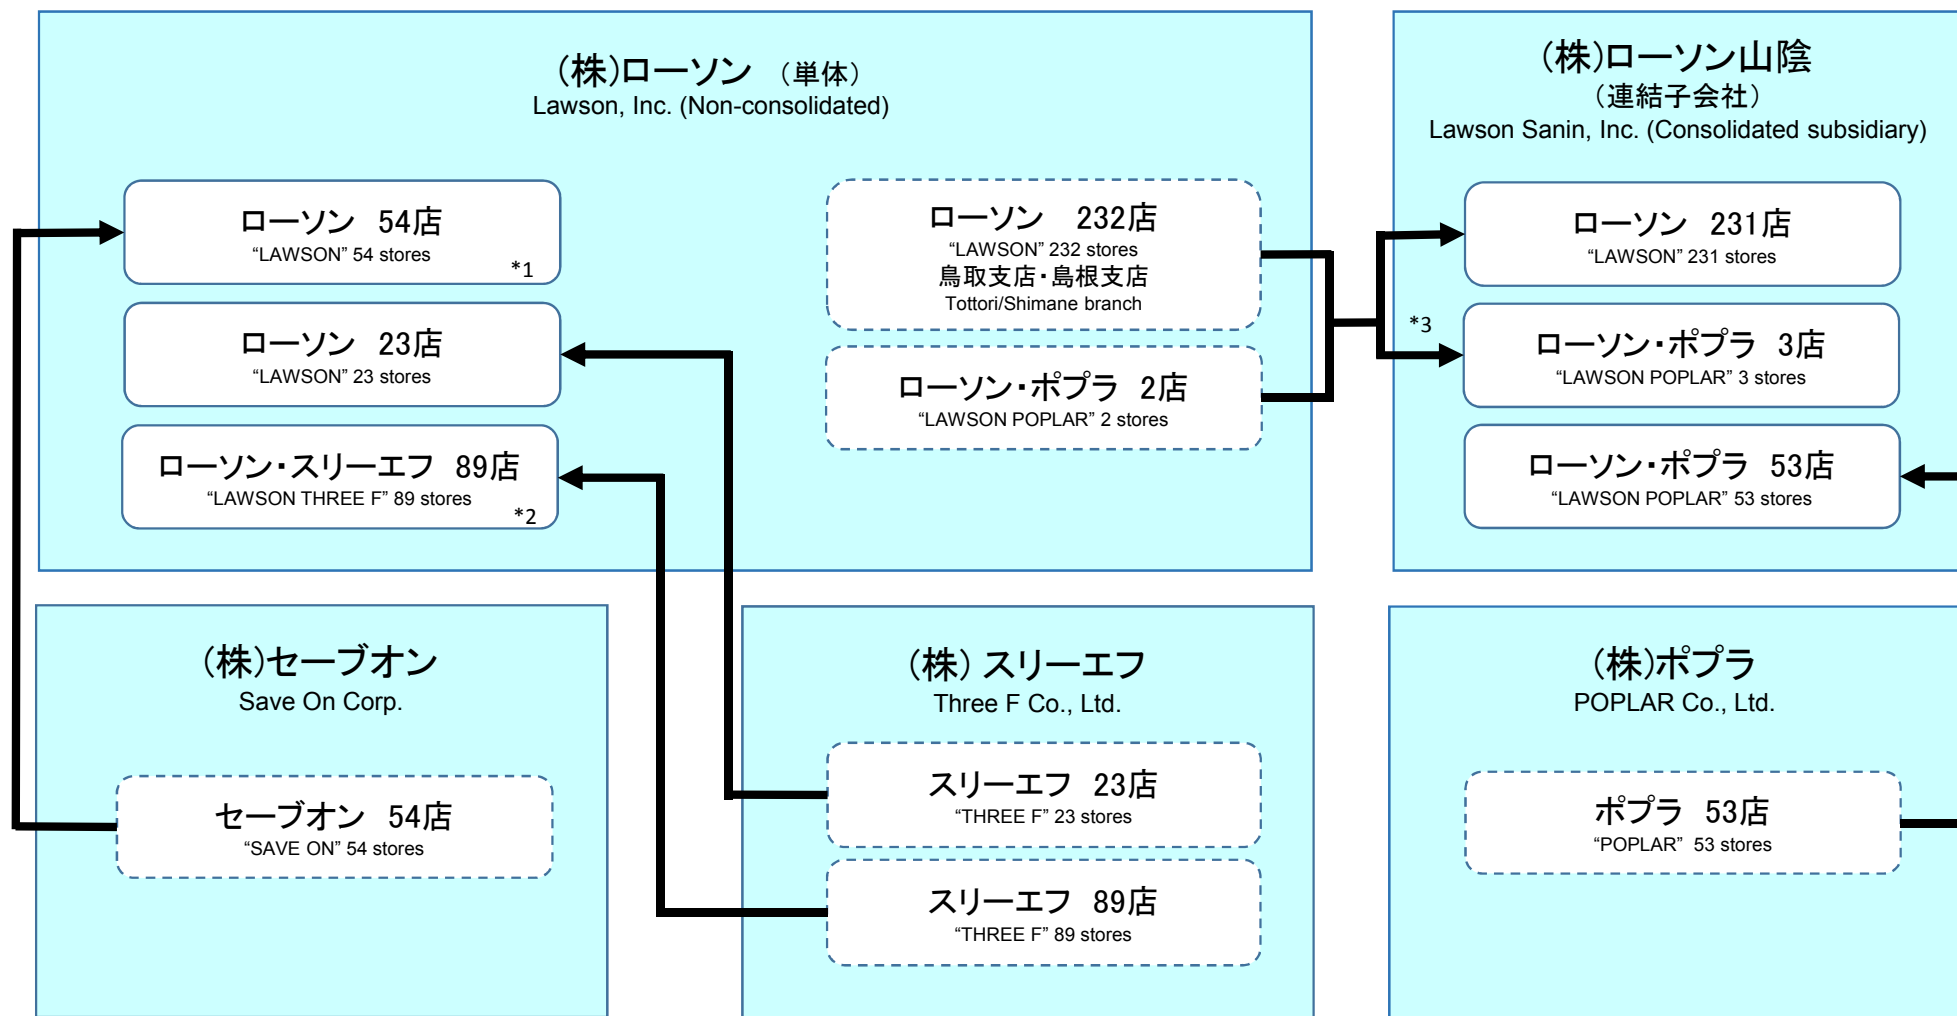 (株)ローソン （単体）
Lawson, Inc. (Non-consolidated)
ローソン 54店
“LAWSON” 54 stores
*1
ローソン 23店
“LAWSON” 23 stores
ローソン・スリーエフ 89店
“LAWSON THREE F” 89 stores
*2
ローソン 232店
“LAWSON” 232 stores
鳥取支店・島根支店
Tottori/Shimane branch
ローソン・ポプラ 2店
“LAWSON POPLAR” 2 stores
(株)ローソン山陰
（連結子会社）
Lawson Sanin, Inc. (Consolidated subsidiary)
ローソン 231店
“LAWSON” 231 stores
*3
ローソン・ポプラ 3店
“LAWSON POPLAR” 3 stores
ローソン・ポプラ 53店
“LAWSON POPLAR” 53 stores
(株)セーブオン
Save On Corp.
セーブオン 54店
“SAVE ON” 54 stores
(株) スリーエフ
Three F Co., Ltd.
スリーエフ 23店
“THREE F” 23 stores
スリーエフ 89店
“THREE F” 89 stores
(株)ポプラ
POPLAR Co., Ltd.
ポプラ 53店
“POPLAR” 53 stores